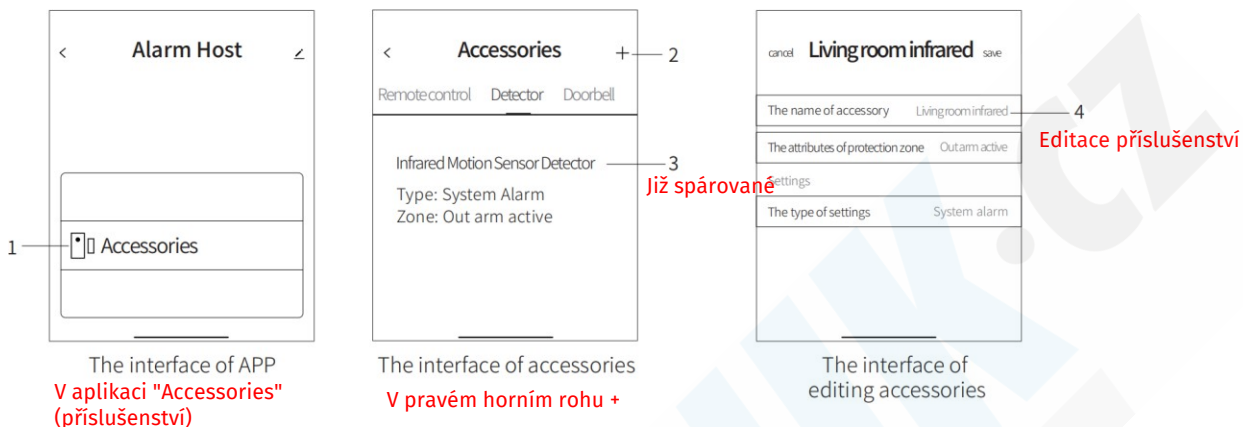 <
Alarm Host
1
Accessories
The interface of APP
V aplikaci "Accessories"
(příslušenství)
<
Accessories
+
2
Remote control Detector Doorbell
Infrared Motion Sensor Detector
3
Již spárované
Type: System Alarm
Zone: Out arm active
The interface of accessories
V pravém horním rohu +
cancel Living room infrared save
The name of accessory Living room infrared
4
Editace příslušenství
The attributes of protection zone Out arm active
Settings
The type of settings System alarm
The interface of
editing accessories
.cz